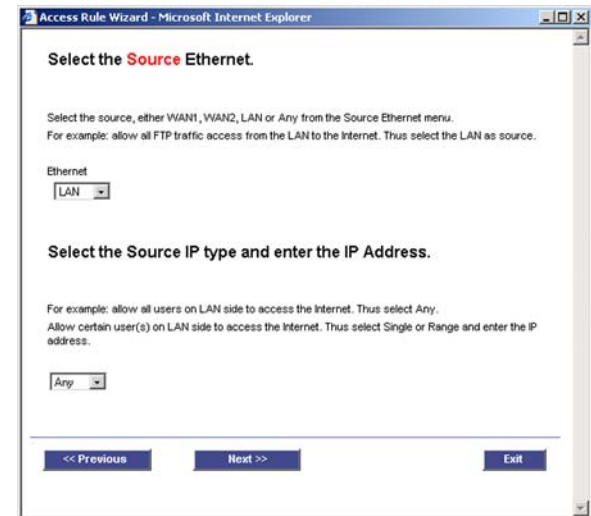 Access Rule Wizard - Microsoft Internet Explorer
Select the Source Ethernet.
Select the source, either WAN1, WAN2, LAN or Any from the Source Ethernet menu.
For example: allow all FTP traffic access from the LAN to the Internet. Thus select the LAN as source.
Ethernet
LAN
Select the Source IP type and enter the IP Address.
For example: allow all users on LAN side to access the Internet. Thus select Any.
Allow certain user(s) on LAN side to access the Internet. Thus select Single or Range and enter the IP
address.
Any
<< Previous Next >> Exit